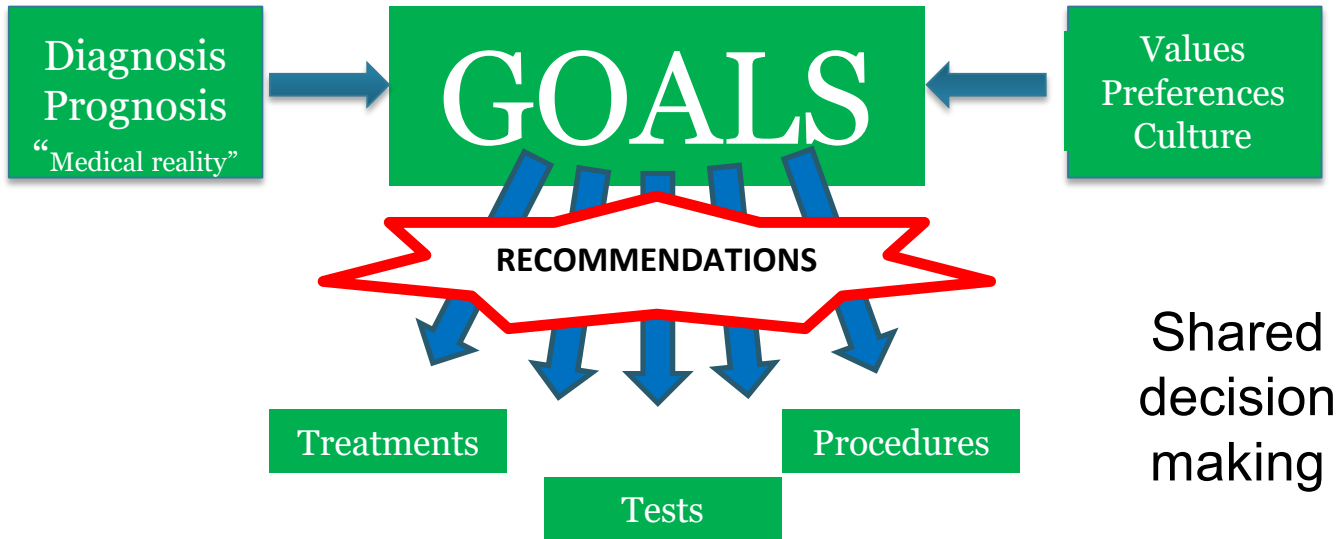 Diagnosis
Prognosis
“Medical reality”
GOALS
Values
Preferences
Culture
RECOMMENDATIONS
Shared
decision
making
Treatments
Procedures
Tests